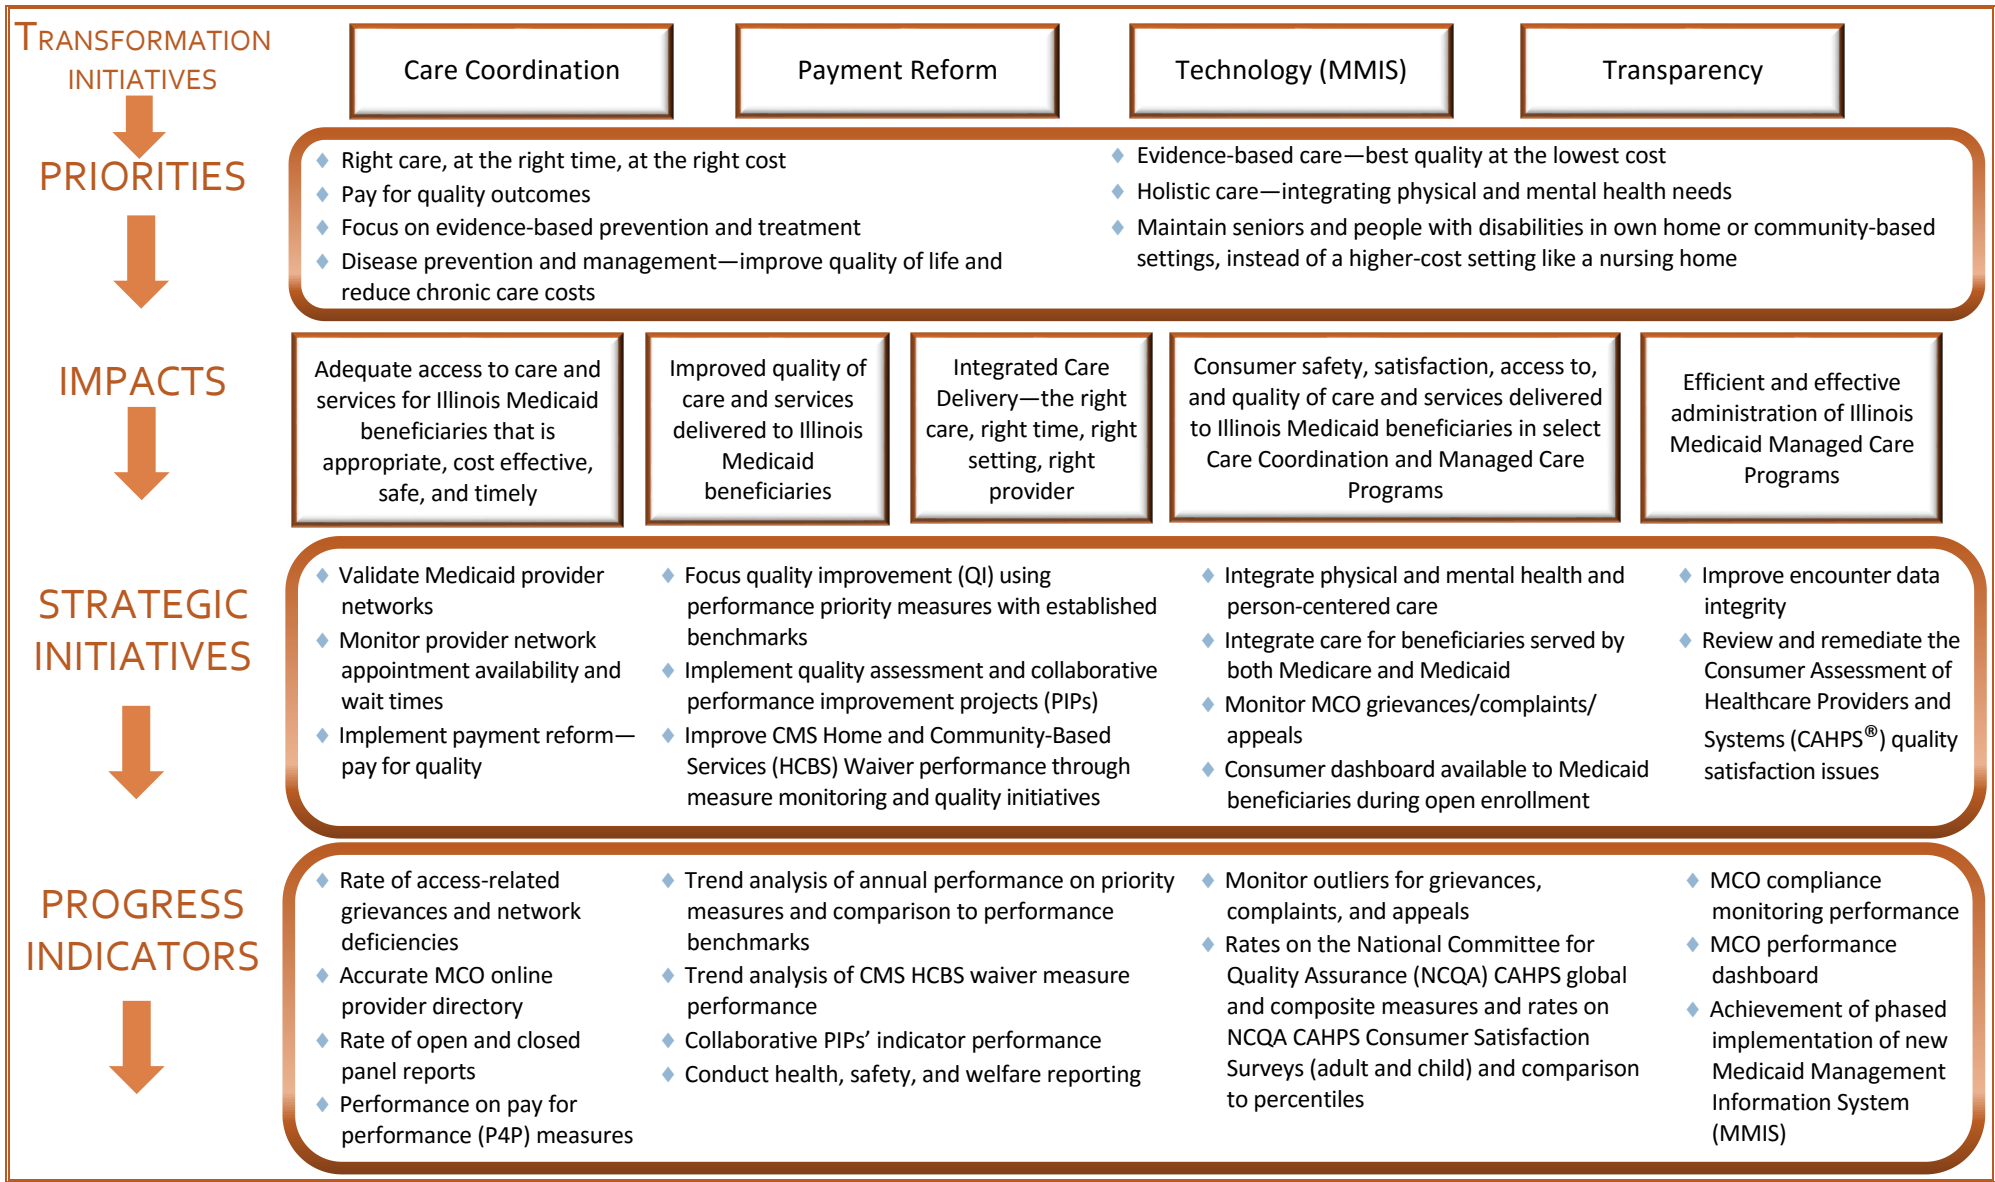 TRANSFORMATION
INITIATIVES
Care Coordination
Payment Reform
Technology (MMIS)
Transparency
PRIORITIES
Right care, at the right time, at the right cost
Pay for quality outcomes
Focus on evidence-based prevention and treatment
Disease prevention and management—improve quality of life and
reduce chronic care costs
Evidence-based care—best quality at the lowest cost
Holistic care—integrating physical and mental health needs
Maintain seniors and people with disabilities in own home or community-based
settings, instead of a higher-cost setting like a nursing home
IMPACTS
Adequate access to care and
services for Illinois Medicaid
beneficiaries that is
appropriate, cost effective,
safe, and timely
Improved quality of
care and services
delivered to Illinois
Medicaid
beneficiaries
Integrated Care
Delivery—the right
care, right time, right
setting, right
provider
Consumer safety, satisfaction, access to,
and quality of care and services delivered
to Illinois Medicaid beneficiaries in select
Care Coordination and Managed Care
Programs
Efficient and effective
administration of Illinois
Medicaid Managed Care
Programs
STRATEGIC
INITIATIVES
Validate Medicaid provider
networks
Monitor provider network
appointment availability and
wait times
Implement payment reform—
pay for quality
Focus quality improvement (QI) using
performance priority measures with established
benchmarks
Implement quality assessment and collaborative
performance improvement projects (PIPs)
Improve CMS Home and Community-Based
Services (HCBS) Waiver performance through
measure monitoring and quality initiatives
Integrate physical and mental health and
person-centered care
Integrate care for beneficiaries served by
both Medicare and Medicaid
Monitor MCO grievances/complaints/
appeals
Consumer dashboard available to Medicaid
beneficiaries during open enrollment
Improve encounter data
integrity
Review and remediate the
Consumer Assessment of
Healthcare Providers and
Systems (CAHPS®) quality
satisfaction issues
PROGRESS
INDICATORS
Rate of access-related
grievances and network
deficiencies
Accurate MCO online
provider directory
Rate of open and closed
panel reports
Performance on pay for
performance (P4P) measures
Trend analysis of annual performance on priority
measures and comparison to performance
benchmarks
Trend analysis of CMS HCBS waiver measure
performance
Collaborative PIPs’ indicator performance
Conduct health, safety, and welfare reporting
Monitor outliers for grievances,
complaints, and appeals
Rates on the National Committee for
Quality Assurance (NCQA) CAHPS global
and composite measures and rates on
NCQA CAHPS Consumer Satisfaction
Surveys (adult and child) and comparison
to percentiles
MCO compliance
monitoring performance
MCO performance
dashboard
Achievement of phased
implementation of new
Medicaid Management
Information System
(MMIS)